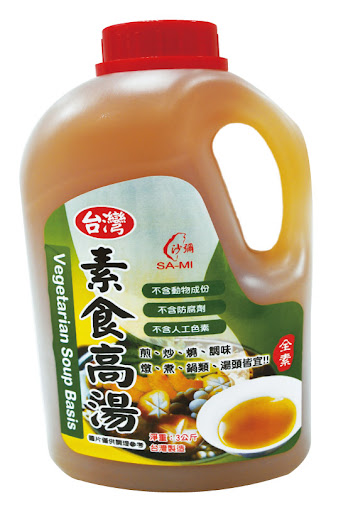 台灣
沙彌
SA-MI
素食高湯
Vegetarian Soup Basis
不含動物成份
不含防腐劑
不含人工色素
煎、炒、燜、調味
燉、煮、鍋類、湯頭皆宜!!
全素
淨重:3公斤
台灣製造
圖片僅供調理參考